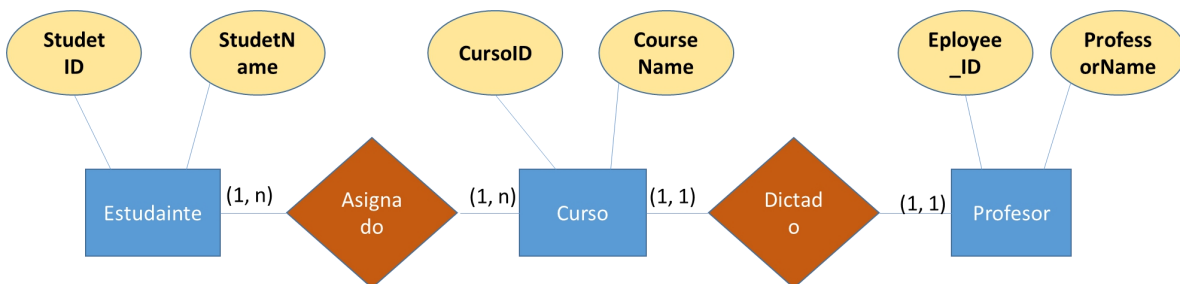 Studet
ID
StudetN
ame
CursoID
Course
Name
Eployee
_ID
Profess
orName
Estudainte
(1, n)
Asigna
do
(1, n)
Curso
(1, 1)
Dictad
o
(1, 1)
Profesor